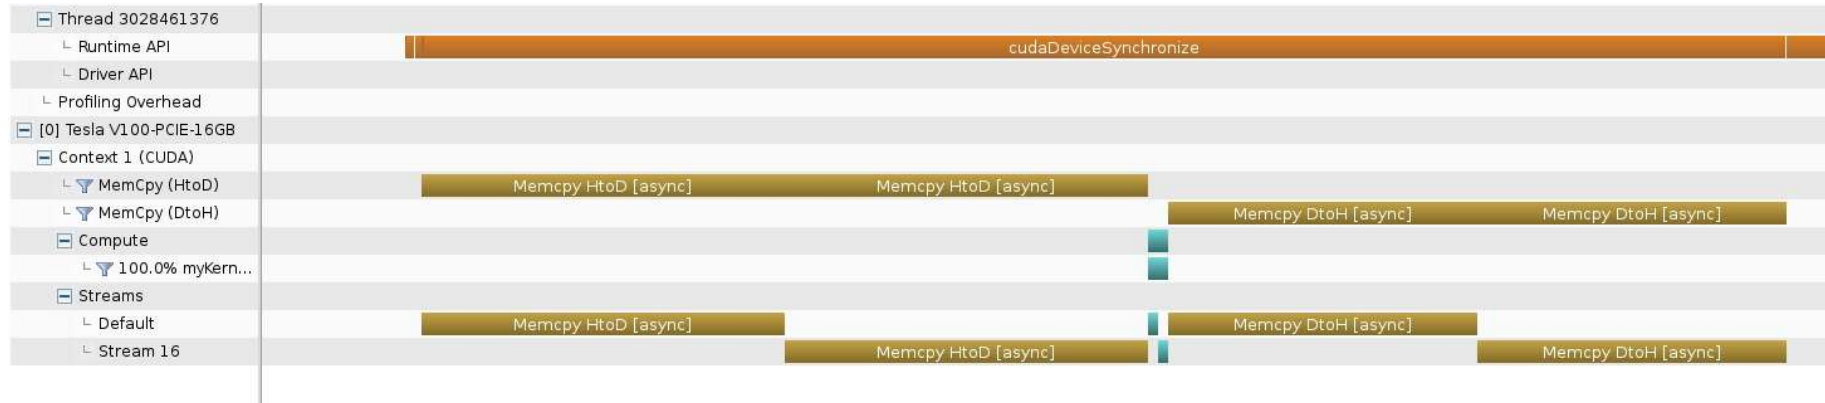 Thread 3028461376
Runtime API cudaDeviceSynchronize
Driver API
Profiling Overhead
[0] Tesla V100-PCIE-16GB
Context 1 (CUDA)
MemCpy (HtoD) Memcpy HtoD [async] Memcpy HtoD [async]
MemCpy (DtoH) Memcpy DtoH [async] Memcpy DtoH [async]
Compute
100.0% myKern...
Streams
Default Memcpy HtoD [async] Memcpy DtoH [async]
Stream 16 Memcpy HtoD [async] Memcpy DtoH [async]